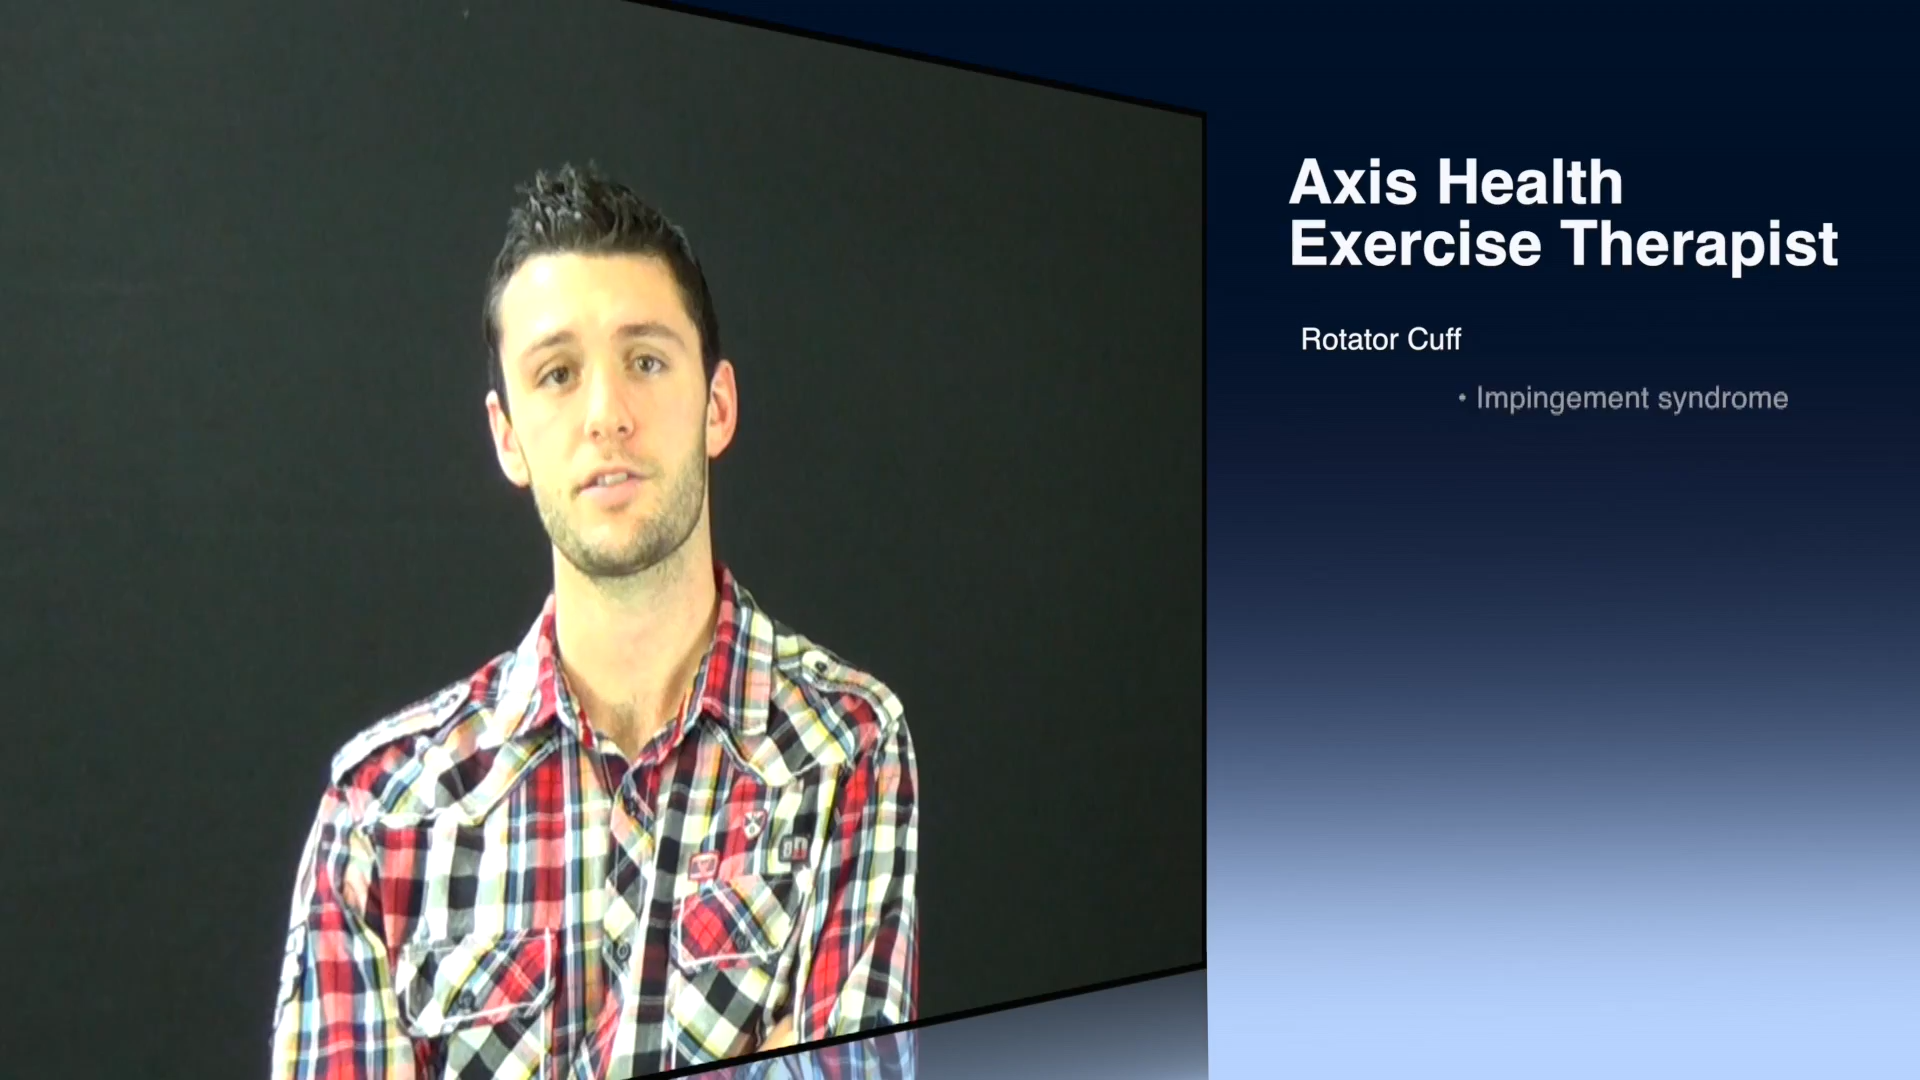 Axis Health
Exercise Therapist
Rotator Cuff
• Impingement syndrome